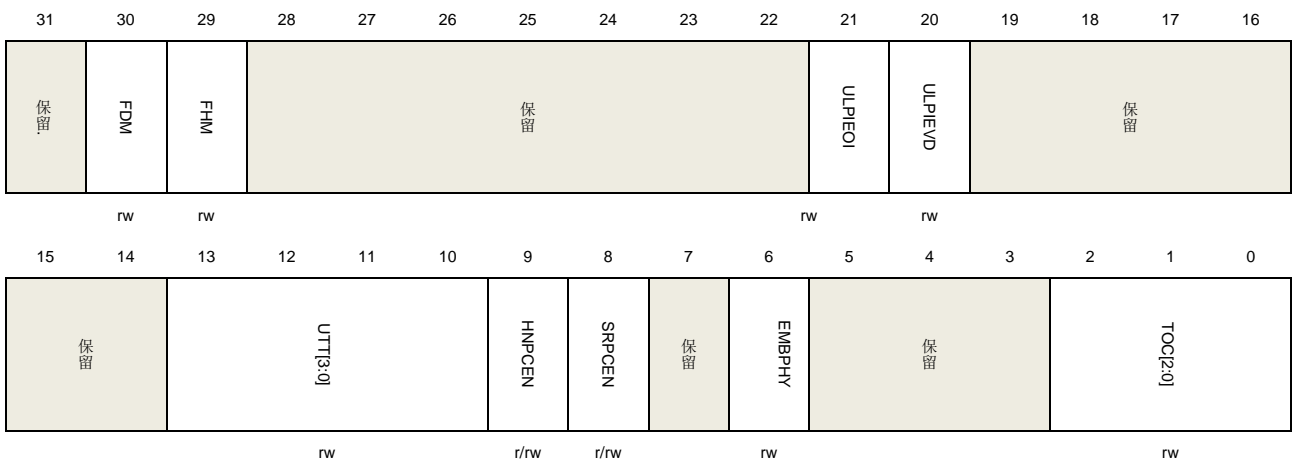 31 30 29 28 27 26 25 24 23 22 21 20 19 18 17 16
保留. FDM FHM 保留 ULPIEOI ULPIEVD 保留
rw rw rw rw
15 14 13 12 11 10 9 8 7 6 5 4 3 2 1 0
保留 UTT[3:0] HNPCEN SRPCEN 保留 EMBPHY 保留 TOC[2:0]
rw r/rw r/rw rw rw